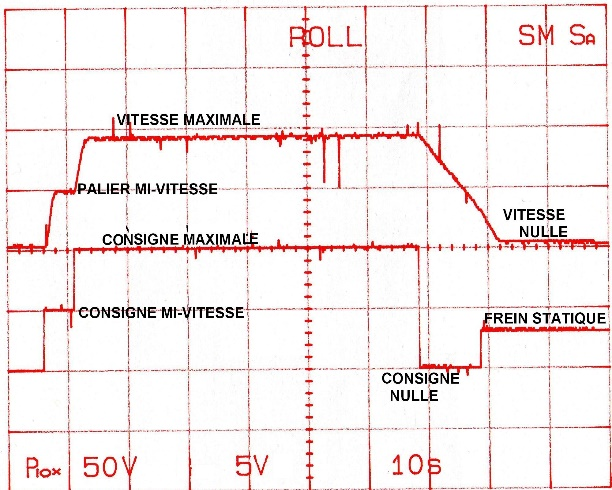 ROLL SM SA
VITESSE MAXIMALE
PALIER MI-VITESSE
VITESSE
NULLE
CONSIGNE MAXIMALE
CONSIGNE MI-VITESSE
FREIN STATIQUE
CONSIGNE
NULLE
P10x 50V 5V 10s